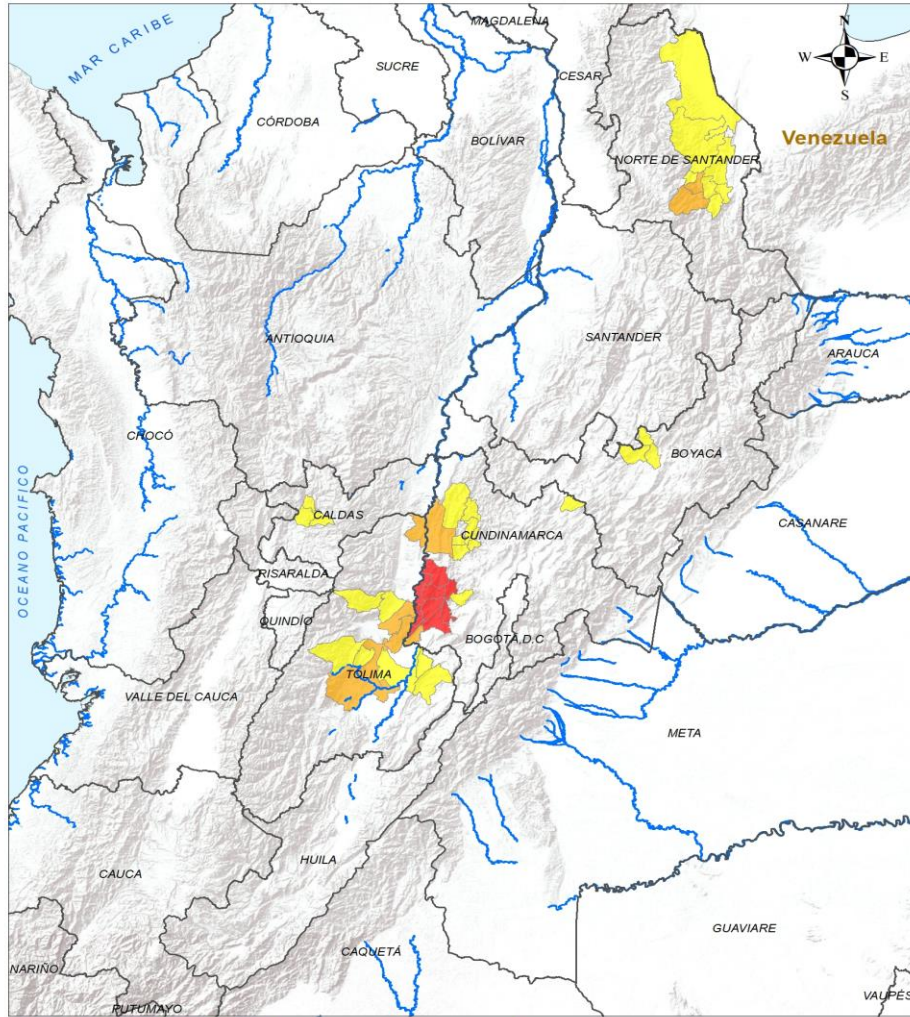 MAGDALENA
N
MAR CARIBE
SUCRE
CESAR
W
E
S
CÓRDOBA
BOLÍVAR
Venezuela
NORTE DE SANTANDER
ANTIOQUIA
SANTANDER
ARAUCA
CHOCÓ
BOYACÁ
CALDAS
CUNDINAMARCA
CASANARE
OCEANO PACIFICO
RISARALDA
QUINDÍO
BOGOTÁ D.C
TOLIMA
VALLE DEL CAUCA
META
HUILA
CAUCA
GUAVIARE
CAQUETÁ
NARIÑO
VAUPÉS
PUTUMAYO